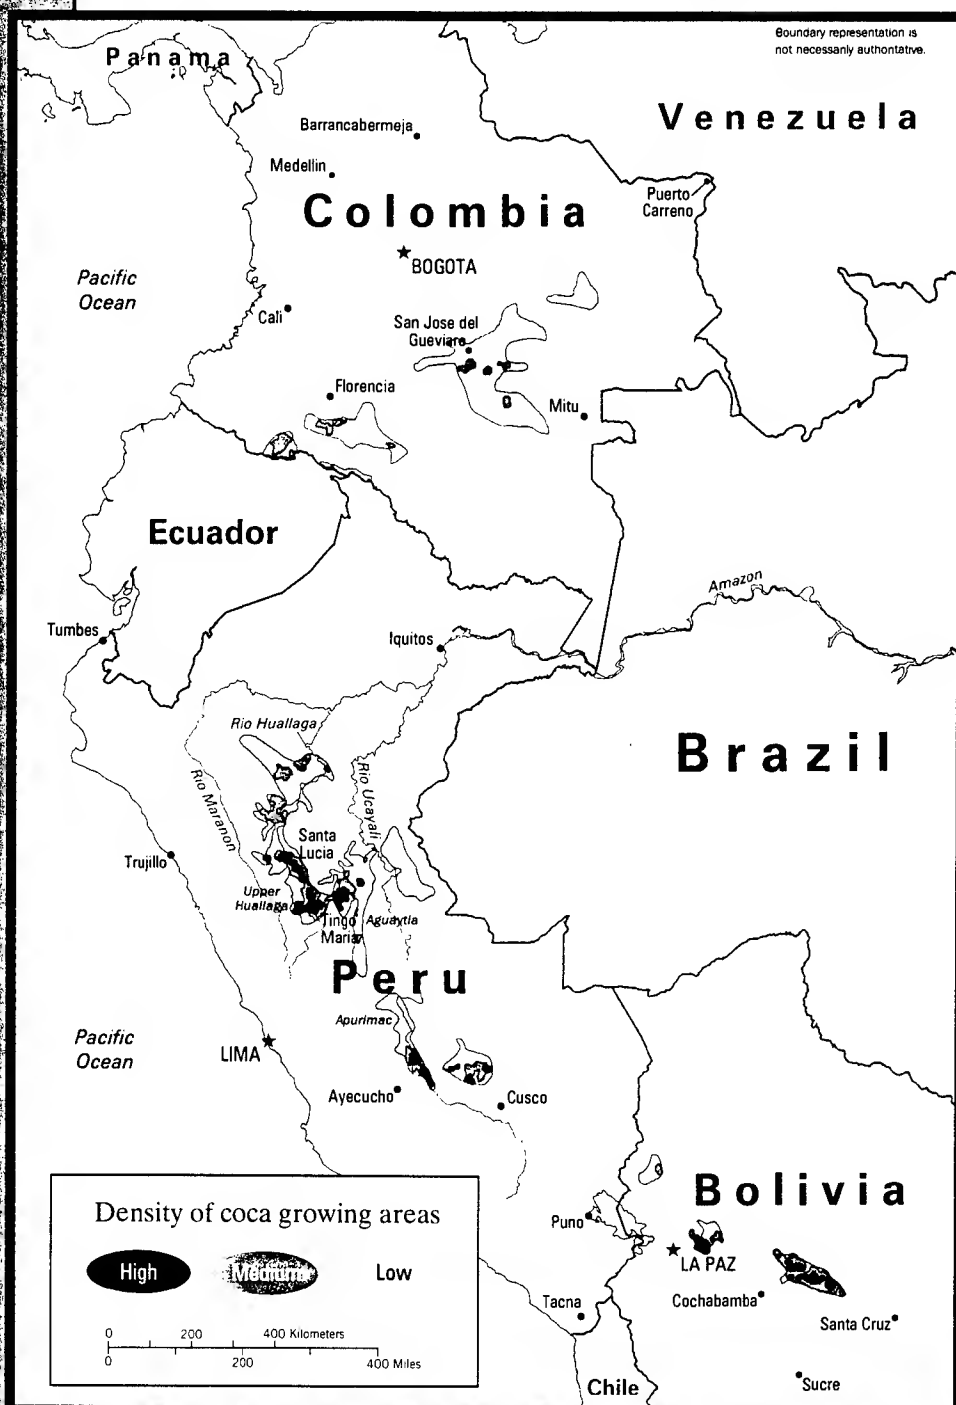 Boundary representation is
not necessarily authoritative.
Panama
Venezuela
Barrancabermeja
Medellin
Puerto
Carreno
Colombia
BOGOTA
Pacific
Ocean
Cali
San Jose del
Gueviare
Florencia
Mitu
Ecuador
Amazon
Tumbes
Iquitos
Rio Huallaga
Brazil
Rio Maranon
Rio Ucayali
Santa
Lucia
Trujillo
Upper
Huallaga
Tingo
Maria
Aguaytia
Peru
Apurimac
Pacific
Ocean
LIMA
Ayecucho
Cusco
Bolivia
Puno
LA PAZ
Tacna
Cochabamba
Santa Cruz
Sucre
Chile
Density of coca growing areas
High
Medium
Low
0 200 400 Kilometers
0 200 400 Miles